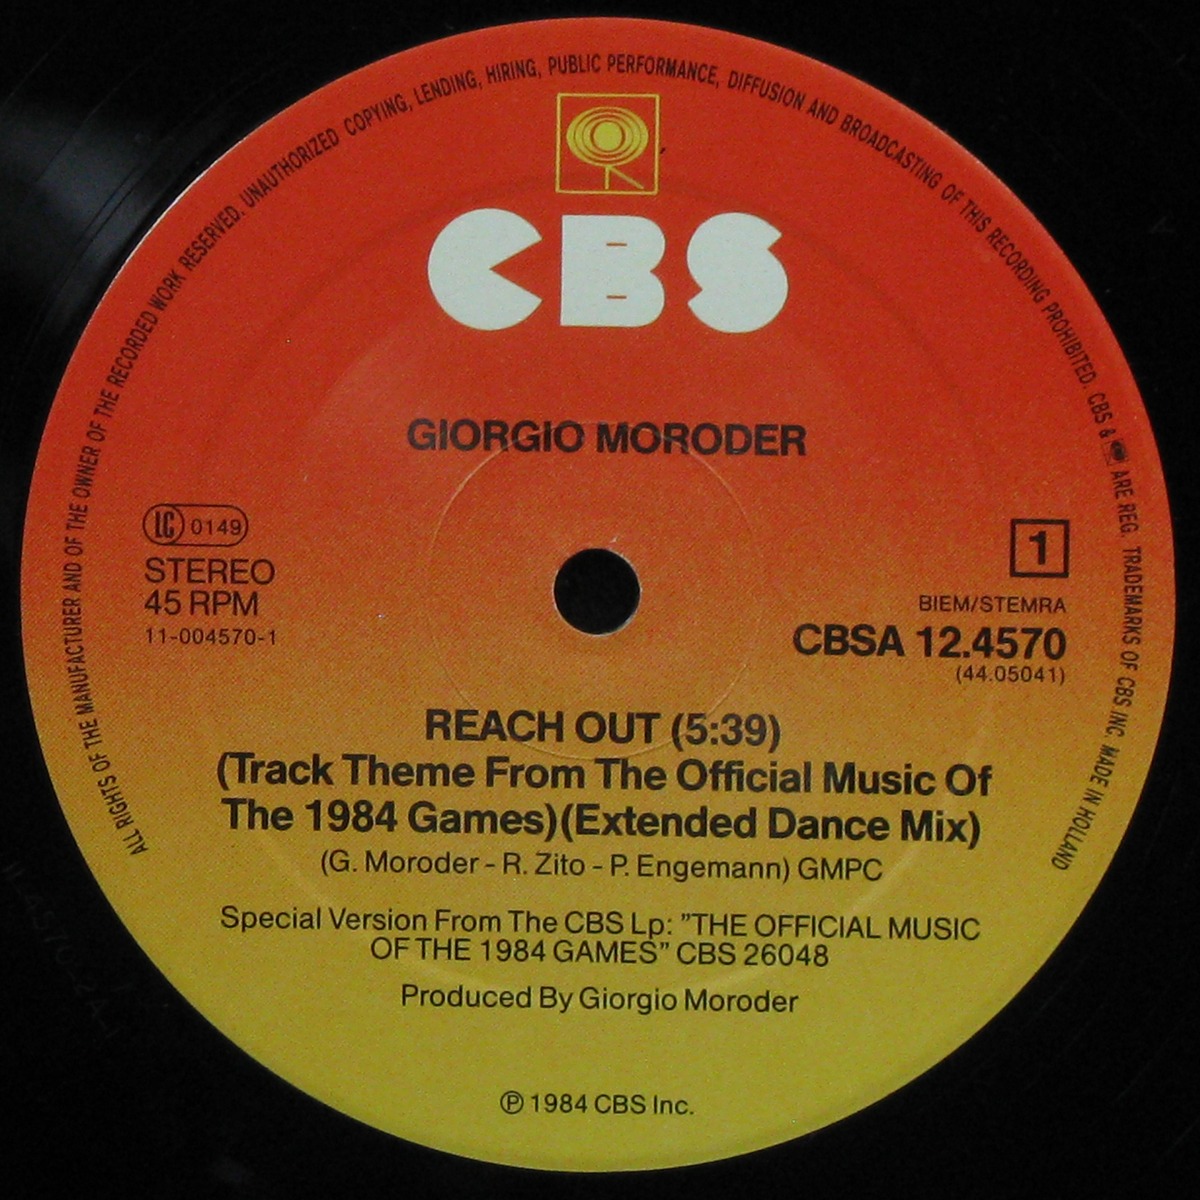 ALL RIGHTS OF THE MANUFACTURER AND OF THE OWNER OF THE RECORDED WORK RESERVED. UNAUTHORIZED COPYING, LENDING, HIRING, PUBLIC PERFORMANCE, DIFFUSION AND BROADCASTING OF THIS RECORDING PROHIBITED. CBS & ARE REG. TRADEMARKS OF CBS INC. MADE IN HOLLAND
CBS
GIORGIO MORODER
LC 0149
STEREO
45 RPM
11-004570-1
1
BIEM/STEMRA
CBSA 12.4570
(44.05041)
REACH OUT (5:39)
(Track Theme From The Official Music Of
The 1984 Games)(Extended Dance Mix)
(G. Moroder - R. Zito - P. Engemann) GMPC
Special Version From The CBS Lp: ”THE OFFICIAL MUSIC
OF THE 1984 GAMES” CBS 26048
Produced By Giorgio Moroder
℗ 1984 CBS Inc.